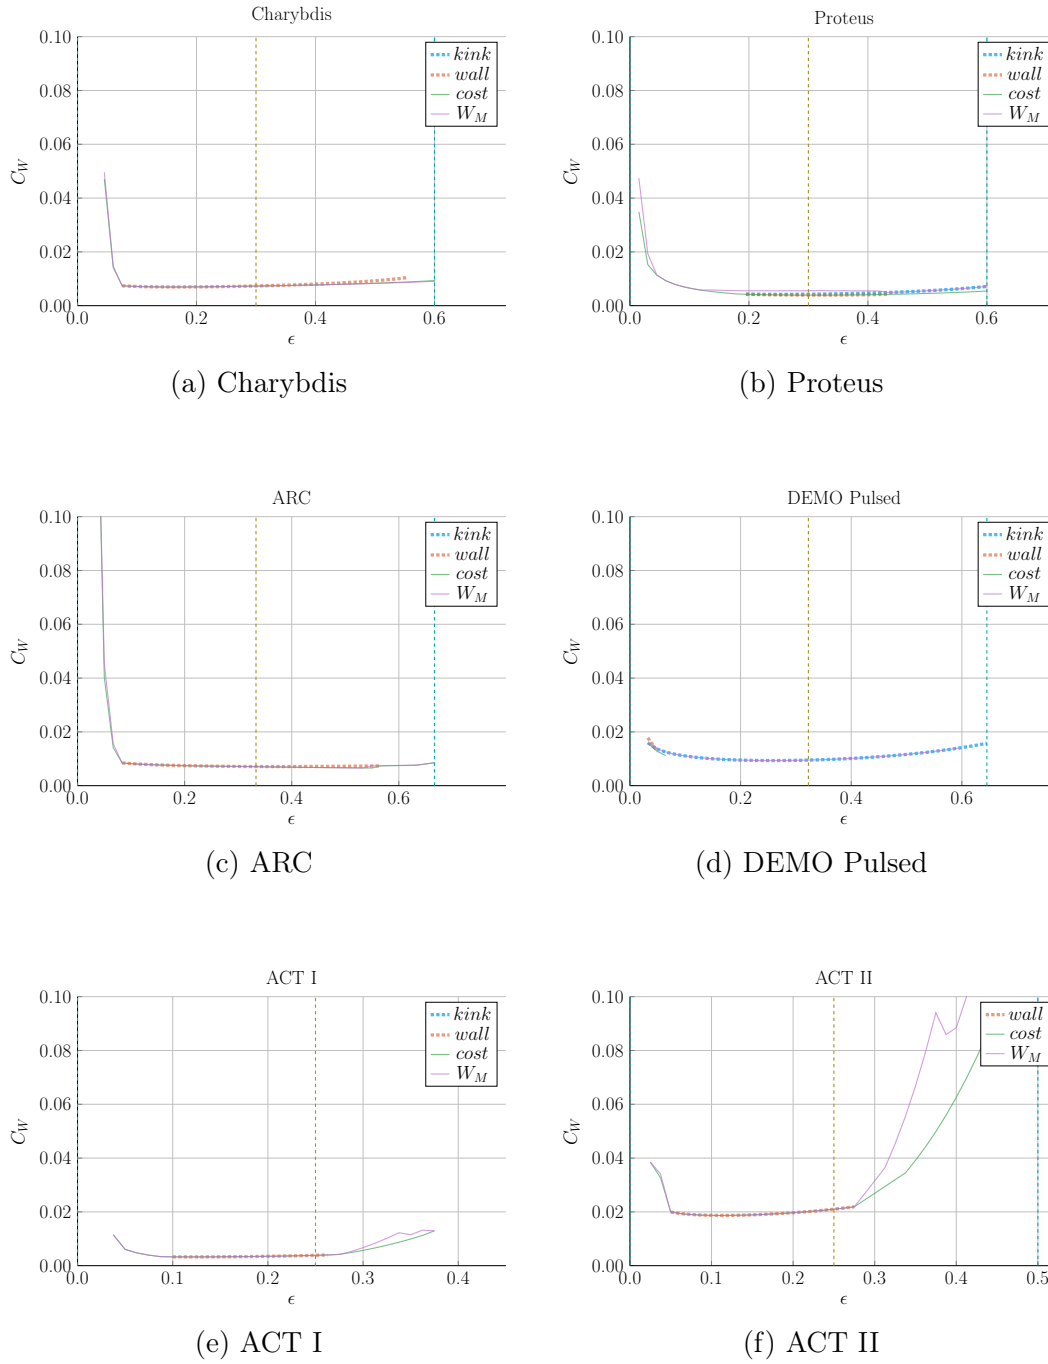 Charybdis
0.10
0.08
0.06
0.04
0.02
0.00
C_W
0.0 0.2 0.4 0.6
ϵ
kink
wall
cost
W_M
(a) Charybdis
Proteus
0.10
0.08
0.06
0.04
0.02
0.00
C_W
0.0 0.2 0.4 0.6
ϵ
kink
wall
cost
W_M
(b) Proteus
ARC
0.10
0.08
0.06
0.04
0.02
0.00
C_W
0.0 0.2 0.4 0.6
ϵ
kink
wall
cost
W_M
(c) ARC
DEMO Pulsed
0.10
0.08
0.06
0.04
0.02
0.00
C_W
0.0 0.2 0.4 0.6
ϵ
kink
wall
cost
W_M
(d) DEMO Pulsed
ACT I
0.10
0.08
0.06
0.04
0.02
0.00
C_W
0.0 0.1 0.2 0.3 0.4
ϵ
kink
wall
cost
W_M
(e) ACT I
ACT II
0.10
0.08
0.06
0.04
0.02
0.00
C_W
0.0 0.1 0.2 0.3 0.4 0.5
ϵ
wall
cost
W_M
(f) ACT II